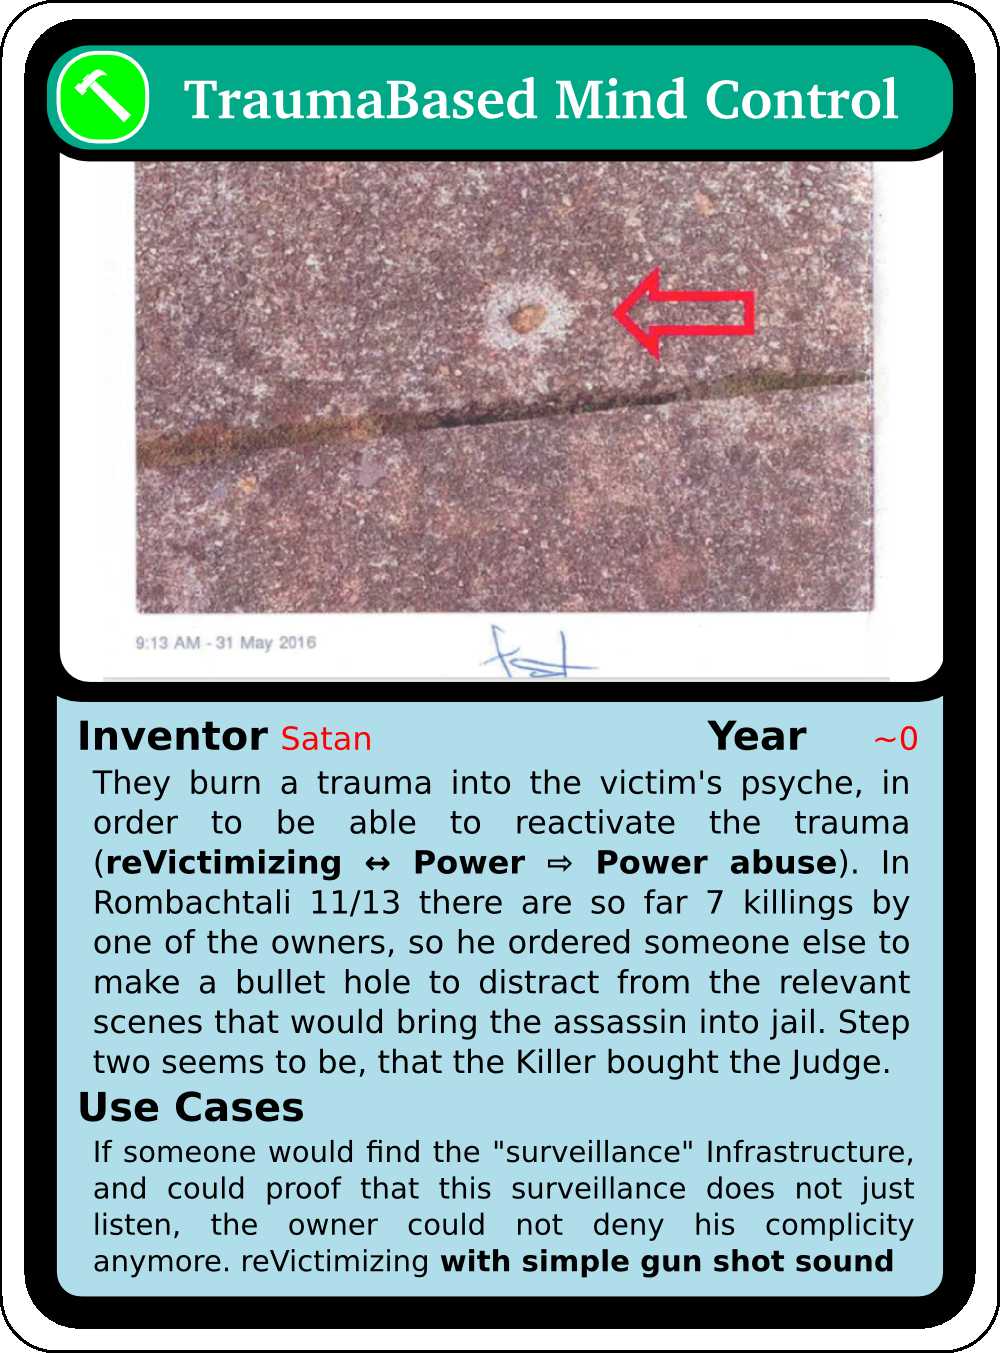 TraumaBased Mind Control
9:13 AM - 31 May 2016
Inventor Satan Year ~0
They burn a trauma into the victim's psyche, in
order to be able to reactivate the trauma
(reVictimizing ↔ Power ⇨ Power abuse). In
Rombachtali 11/13 there are so far 7 killings by
one of the owners, so he ordered someone else to
make a bullet hole to distract from the relevant
scenes that would bring the assassin into jail. Step
two seems to be, that the Killer bought the Judge.
Use Cases
If someone would find the "surveillance" Infrastructure,
and could proof that this surveillance does not just
listen, the owner could not deny his complicity
anymore. reVictimizing with simple gun shot sound